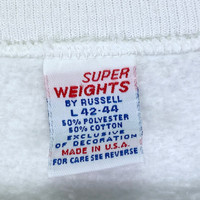 SUPER
WEIGHTS
BY RUSSELL
L 42-44
50% POLYESTER
50% COTTON
EXCLUSIVE
OF DECORATION
MADE IN U.S.A.
FOR CARE SEE REVERSE